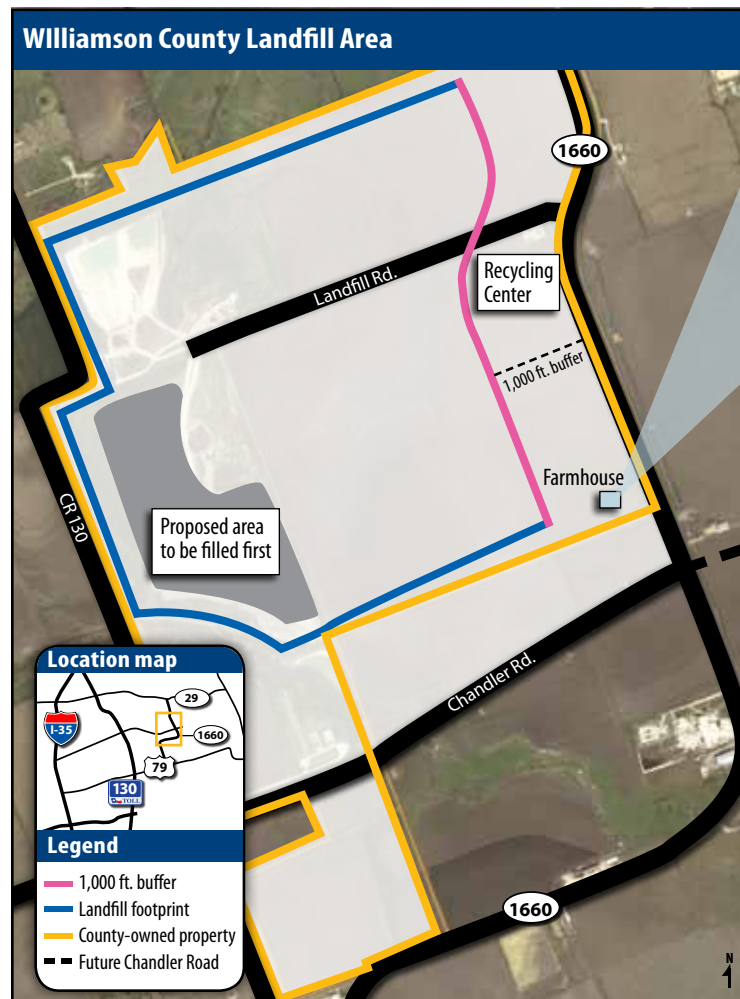 WIlliamson County Landfill Area
1660
Landfill Rd.
Recycling
Center
1,000 ft. buffer
Farmhouse
CR 130
Proposed area
to be filled first
Chandler Rd.
Location map
29
I-35
1660
79
130
TOLL
Legend
1,000 ft. buffer
Landfill footprint
County-owned property
Future Chandler Road
1660
N